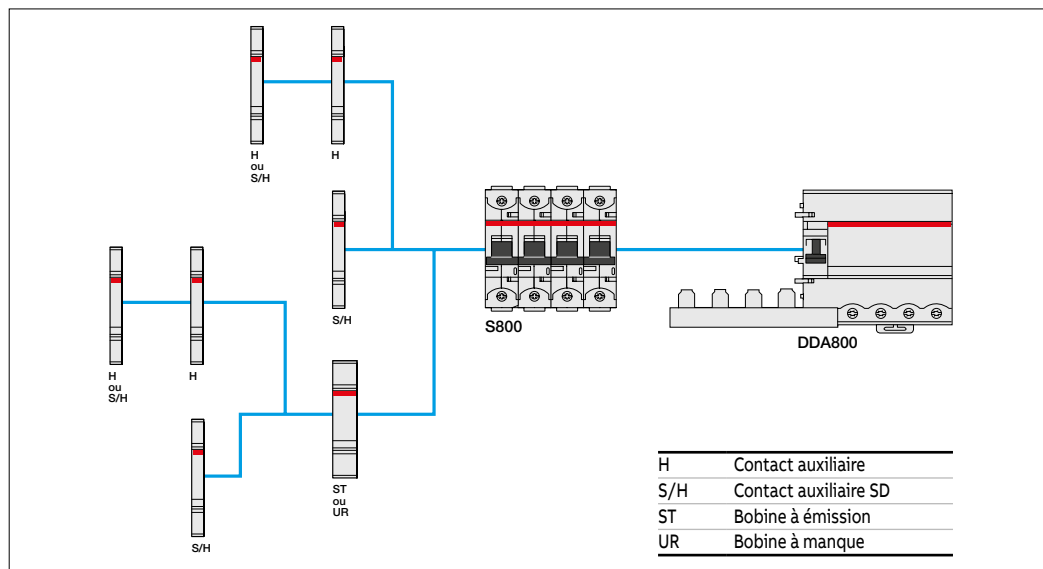 H
ou
S/H
H
S/H
S800
DDA800
H
ou
S/H
H
ST
ou
UR
S/H
H Contact auxiliaire
S/H Contact auxiliaire SD
ST Bobine à émission
UR Bobine à manque